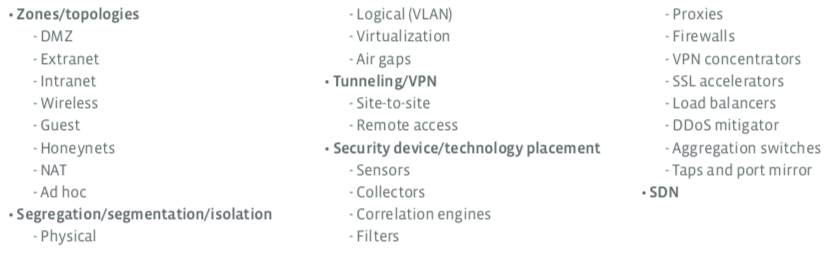 • Zones/topologies
- DMZ
- Extranet
- Intranet
- Wireless
- Guest
- Honeynets
- NAT
- Ad hoc
• Segregation/segmentation/isolation
- Physical
- Logical (VLAN)
- Virtualization
- Air gaps
• Tunneling/VPN
- Site-to-site
- Remote access
• Security device/technology placement
- Sensors
- Collectors
- Correlation engines
- Filters
- Proxies
- Firewalls
- VPN concentrators
- SSL accelerators
- Load balancers
- DDoS mitigator
- Aggregation switches
- Taps and port mirror
• SDN